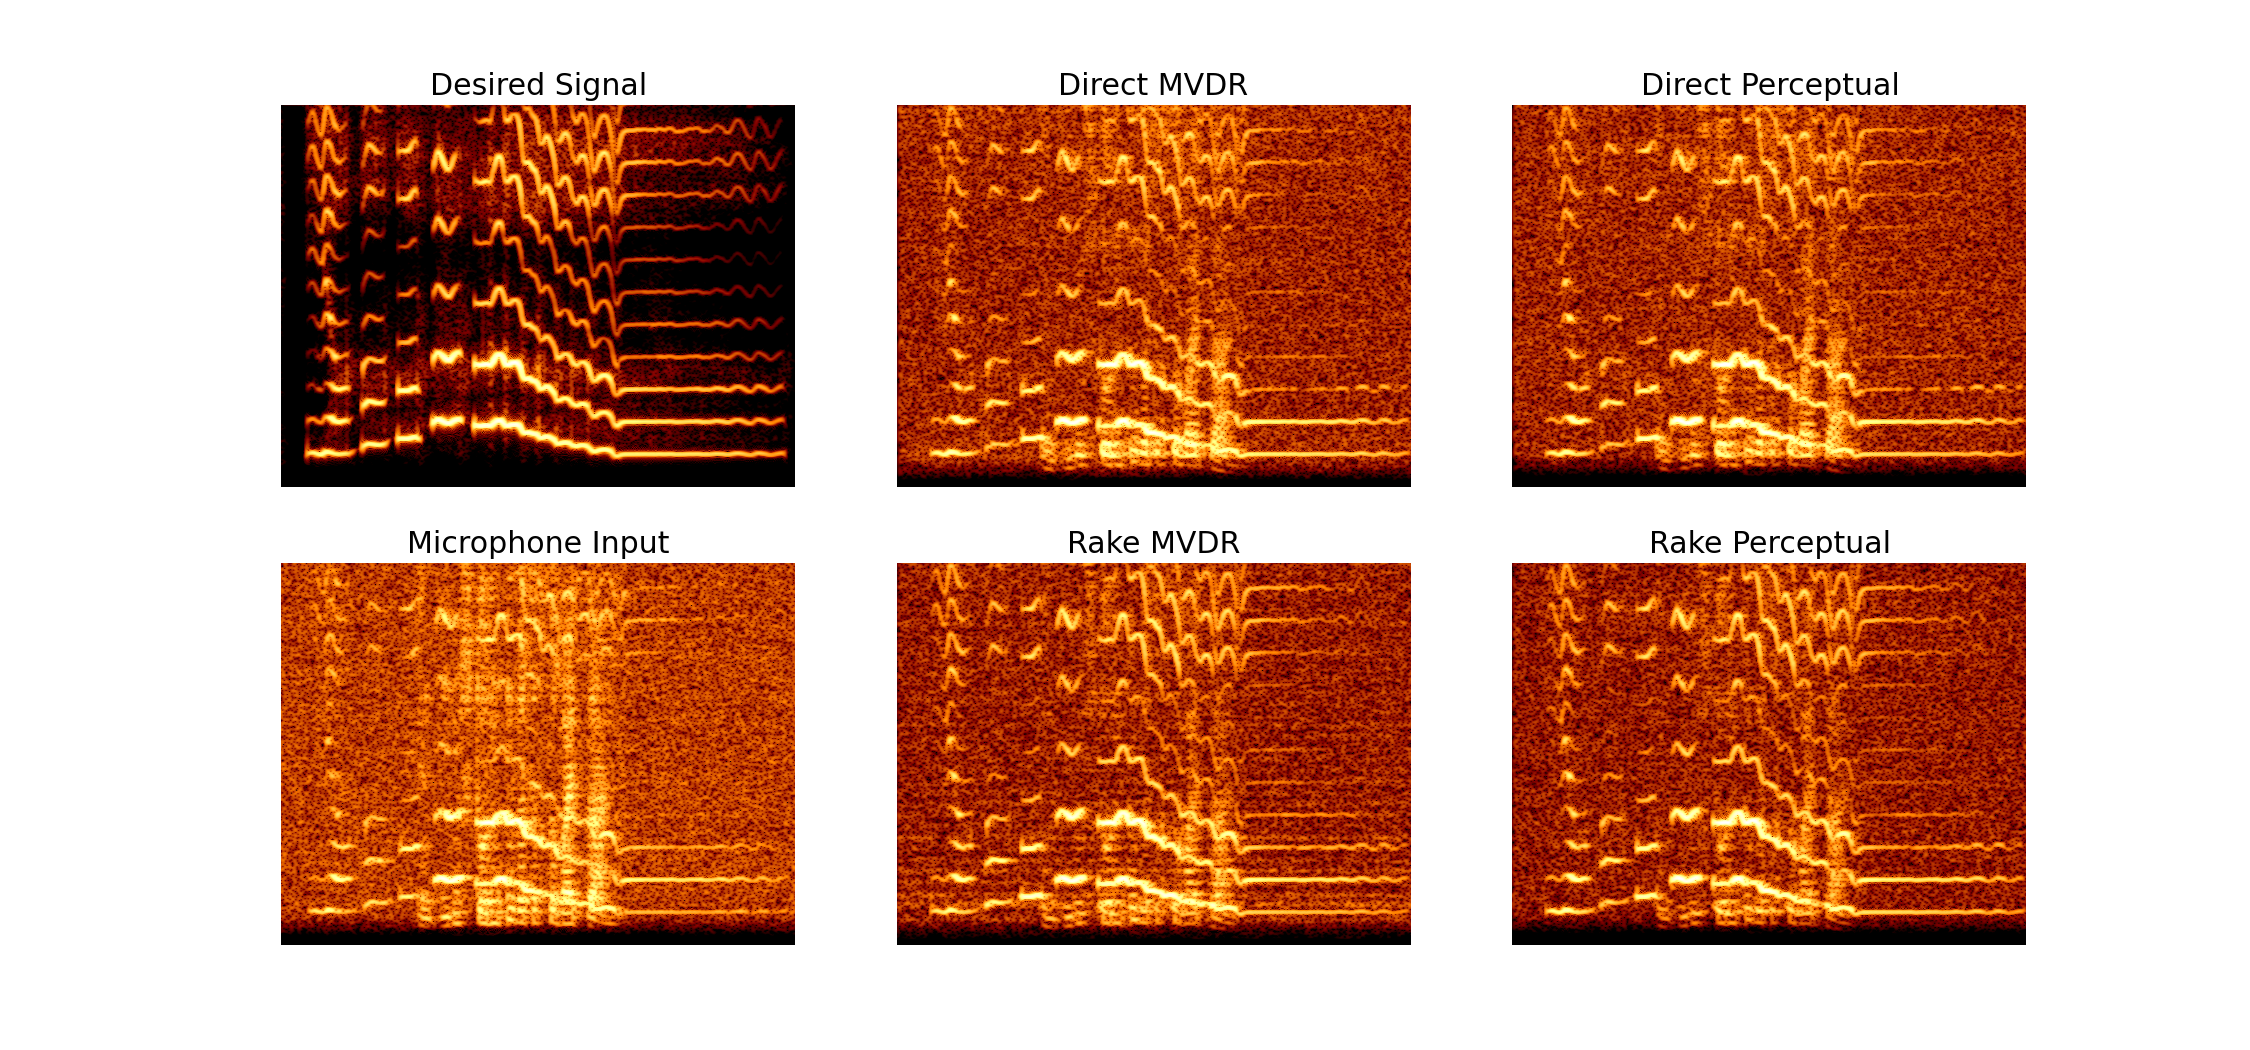 Desired Signal
Direct MVDR
Direct Perceptual
Microphone Input
Rake MVDR
Rake Perceptual